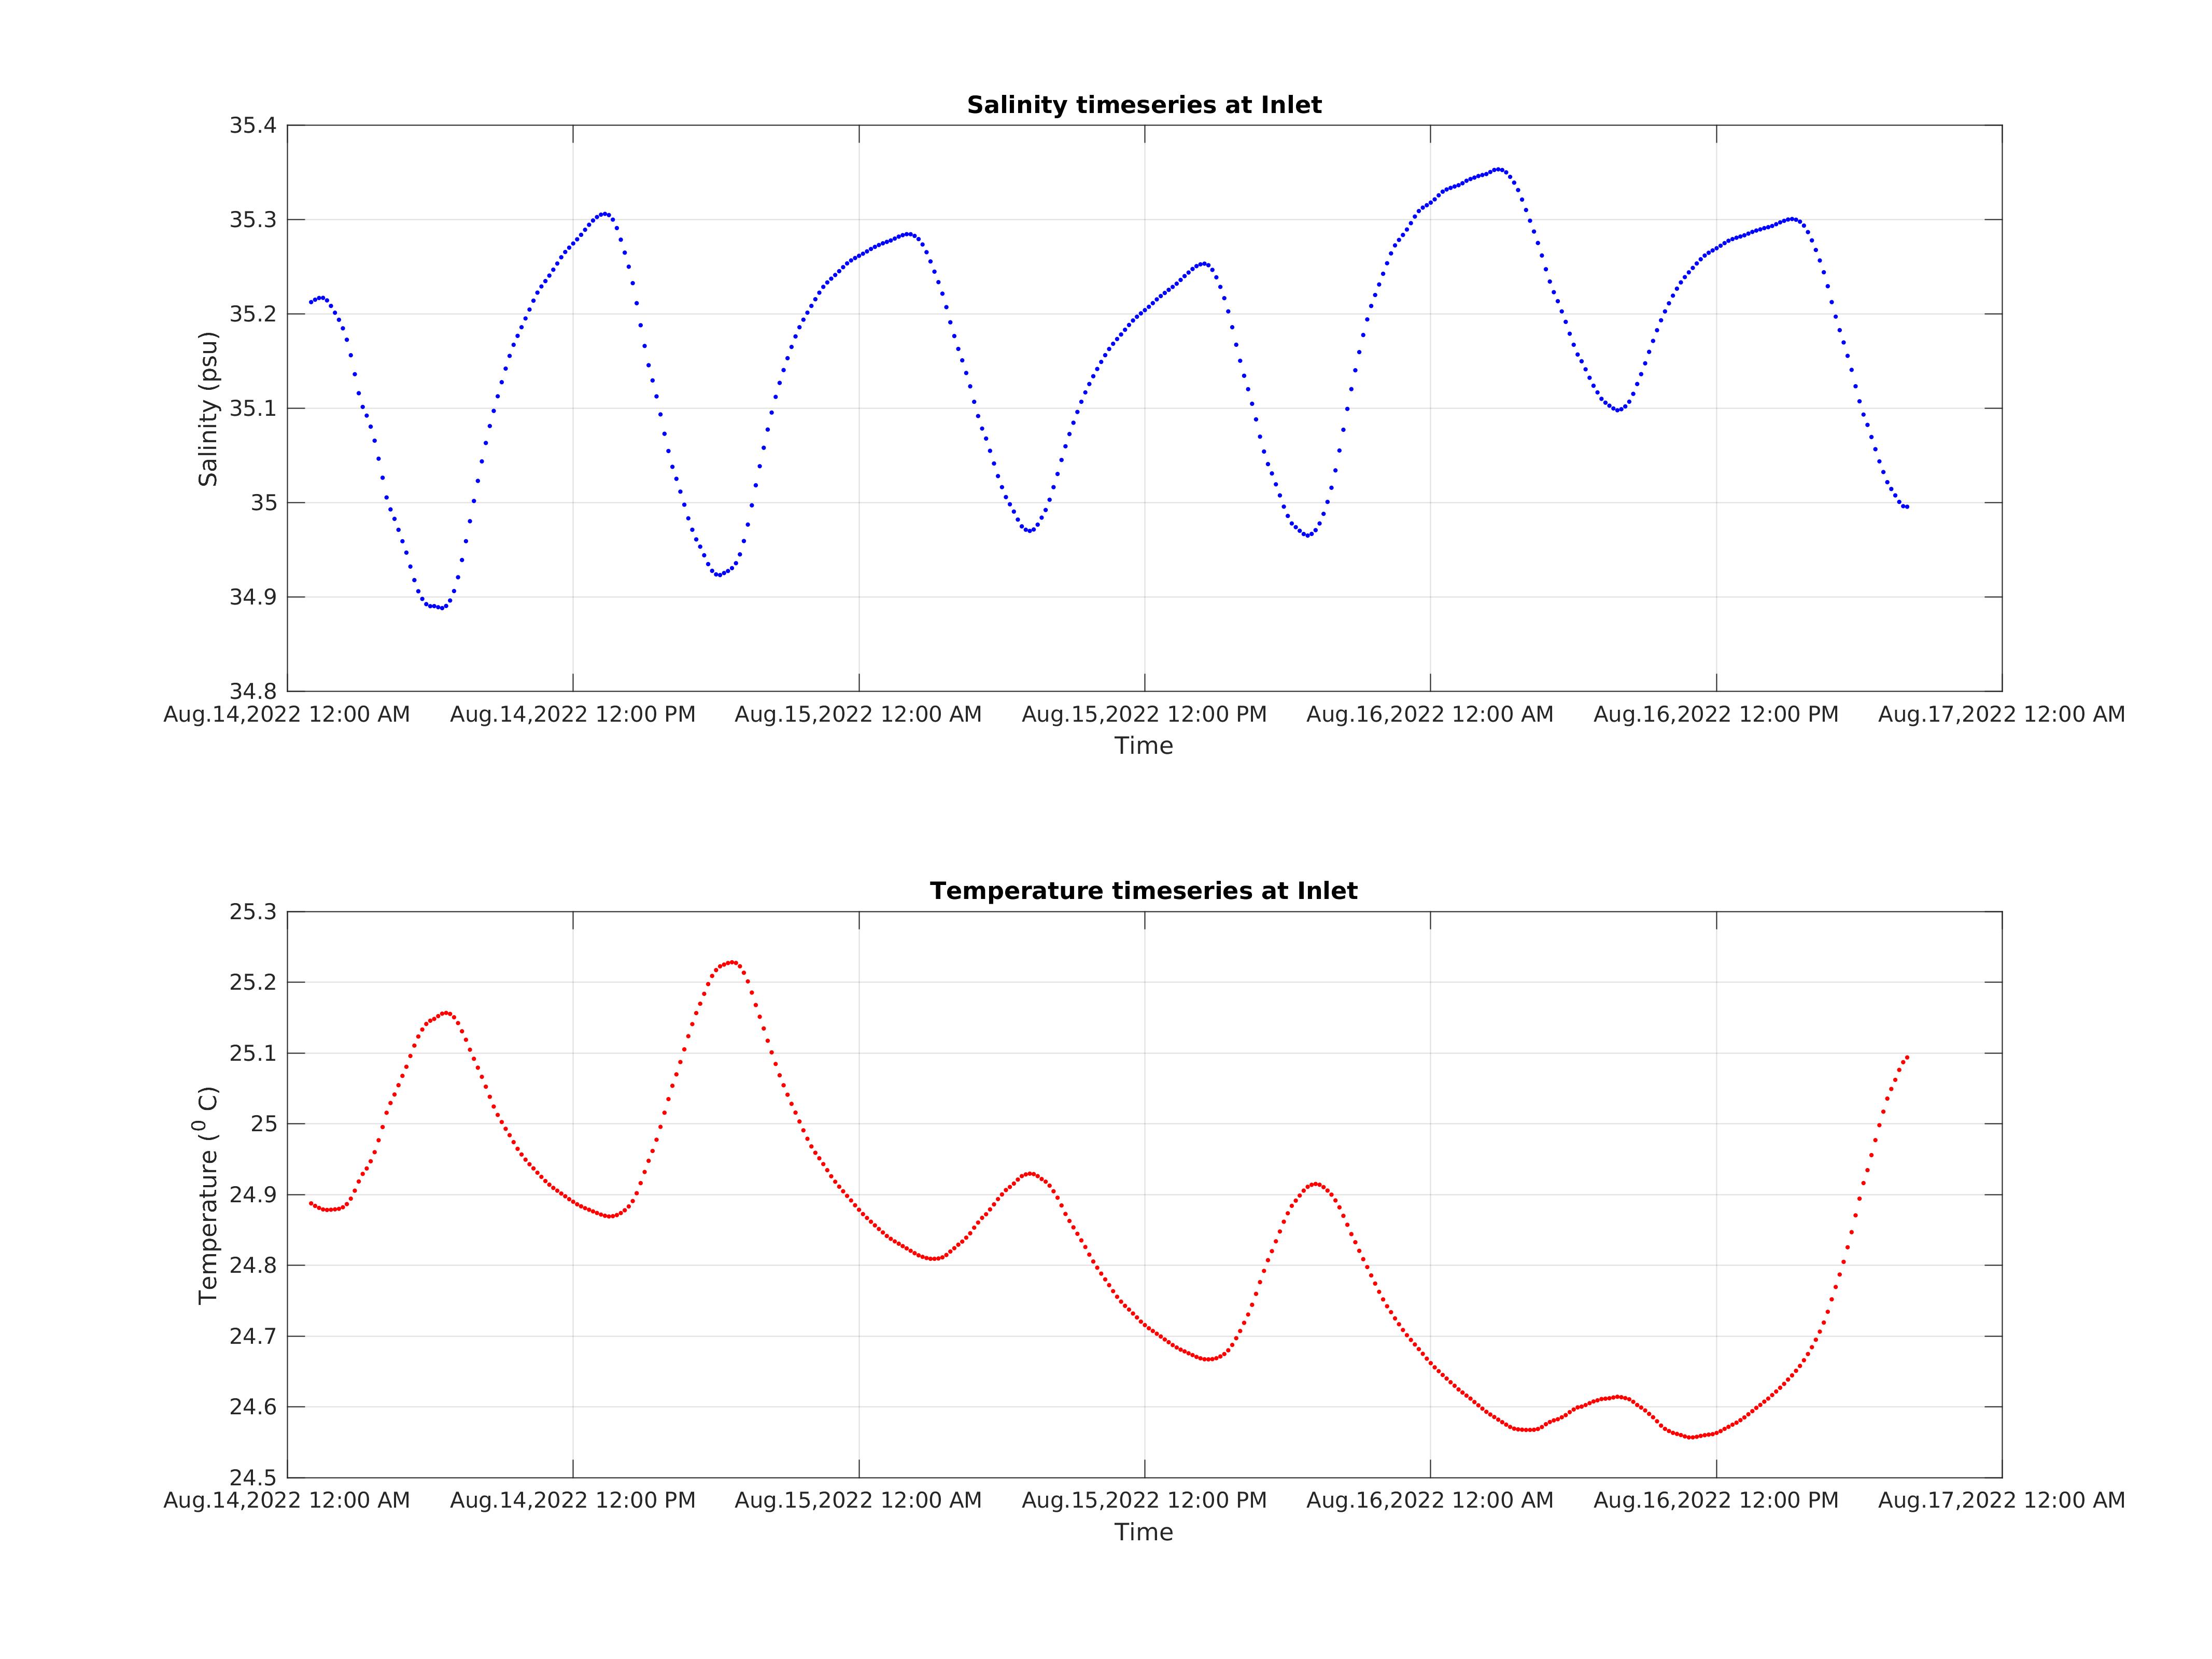 Salinity timeseries at Inlet
35.4
35.3
35.2
35.1
35
34.9
34.8
Salinity (psu)
Aug.14,2022 12:00 AM Aug.14,2022 12:00 PM Aug.15,2022 12:00 AM Aug.15,2022 12:00 PM Aug.16,2022 12:00 AM Aug.16,2022 12:00 PM Aug.17,2022 12:00 AM
Time
Temperature timeseries at Inlet
25.3
25.2
25.1
25
24.9
24.8
24.7
24.6
24.5
Temperature (⁰ C)
Aug.14,2022 12:00 AM Aug.14,2022 12:00 PM Aug.15,2022 12:00 AM Aug.15,2022 12:00 PM Aug.16,2022 12:00 AM Aug.16,2022 12:00 PM Aug.17,2022 12:00 AM
Time